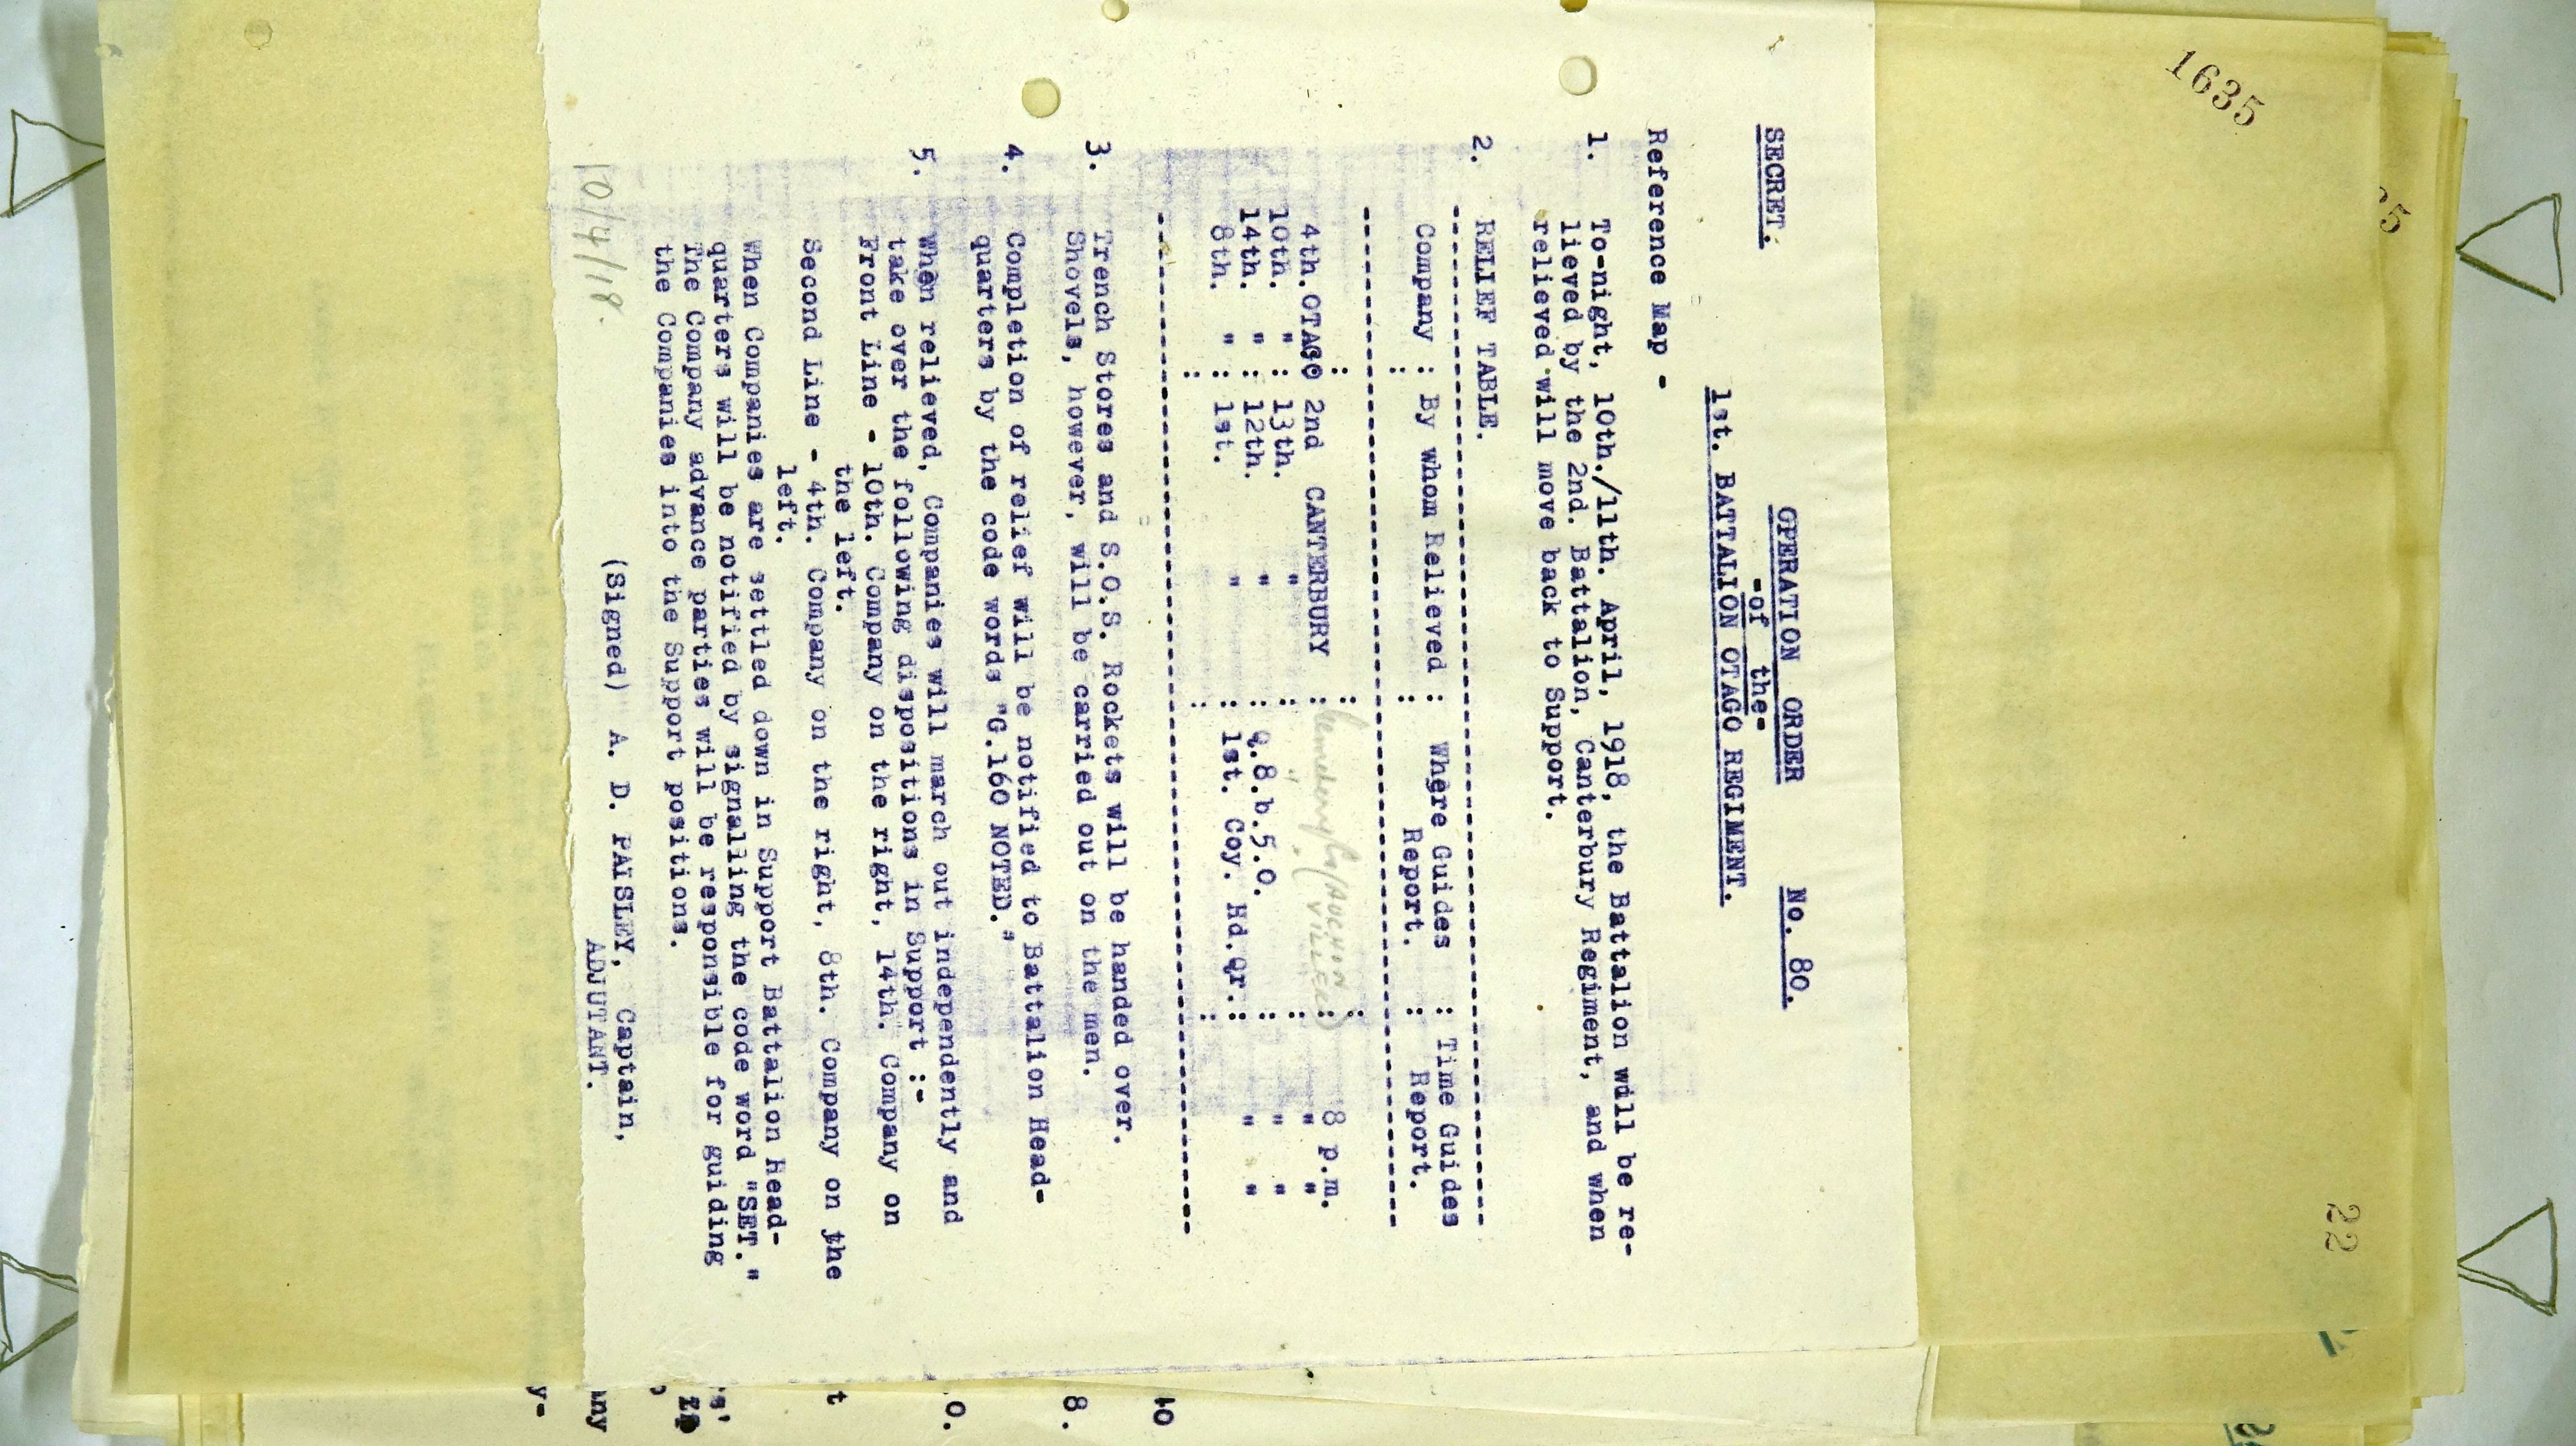 1635
22
SECRET.
OPERATION ORDER No. 80.
-of the-
1st. BATTALION OTAGO REGIMENT.
Reference Map -
1. To-night, 10th./11th. April, 1918, the Battalion will be re-
lieved by the 2nd. Battalion, Canterbury Regiment, and when
relieved will move back to Support.
2. RELIEF TABLE.
Company : By whom Relieved : Where Guides : Time Guides
: : Report. : Report.
4th. OTAGO 2nd CANTERBURY : (AUCHON : 8 p.m.
10th. " : 13th. " : " VILLERS) : " "
14th. " : 12th. " : Q.8.b.5.0. : " "
8th. " : 1st. " : 1st. Coy. Hd.Qr. : " "
3. Trench Stores and S.O.S. Rockets will be handed over.
Shovels, however, will be carried out on the men.
4. Completion of relief will be notified to Battalion Head-
quarters by the code words "G.160 NOTED."
5. When relieved, Companies will march out independently and
take over the following dispositions in Support :-
Front Line - 10th. Company on the right, 14th. Company on
the left.
Second Line - 4th. Company on the right, 8th. Company on the
left.
When Companies are settled down in Support Battalion Head-
quarters will be notified by signalling the code word "SET."
The Company advance parties will be responsible for guiding
the Companies into the Support positions.
(Signed) A. D. PAISLEY, Captain,
ADJUTANT.
10/4/18.